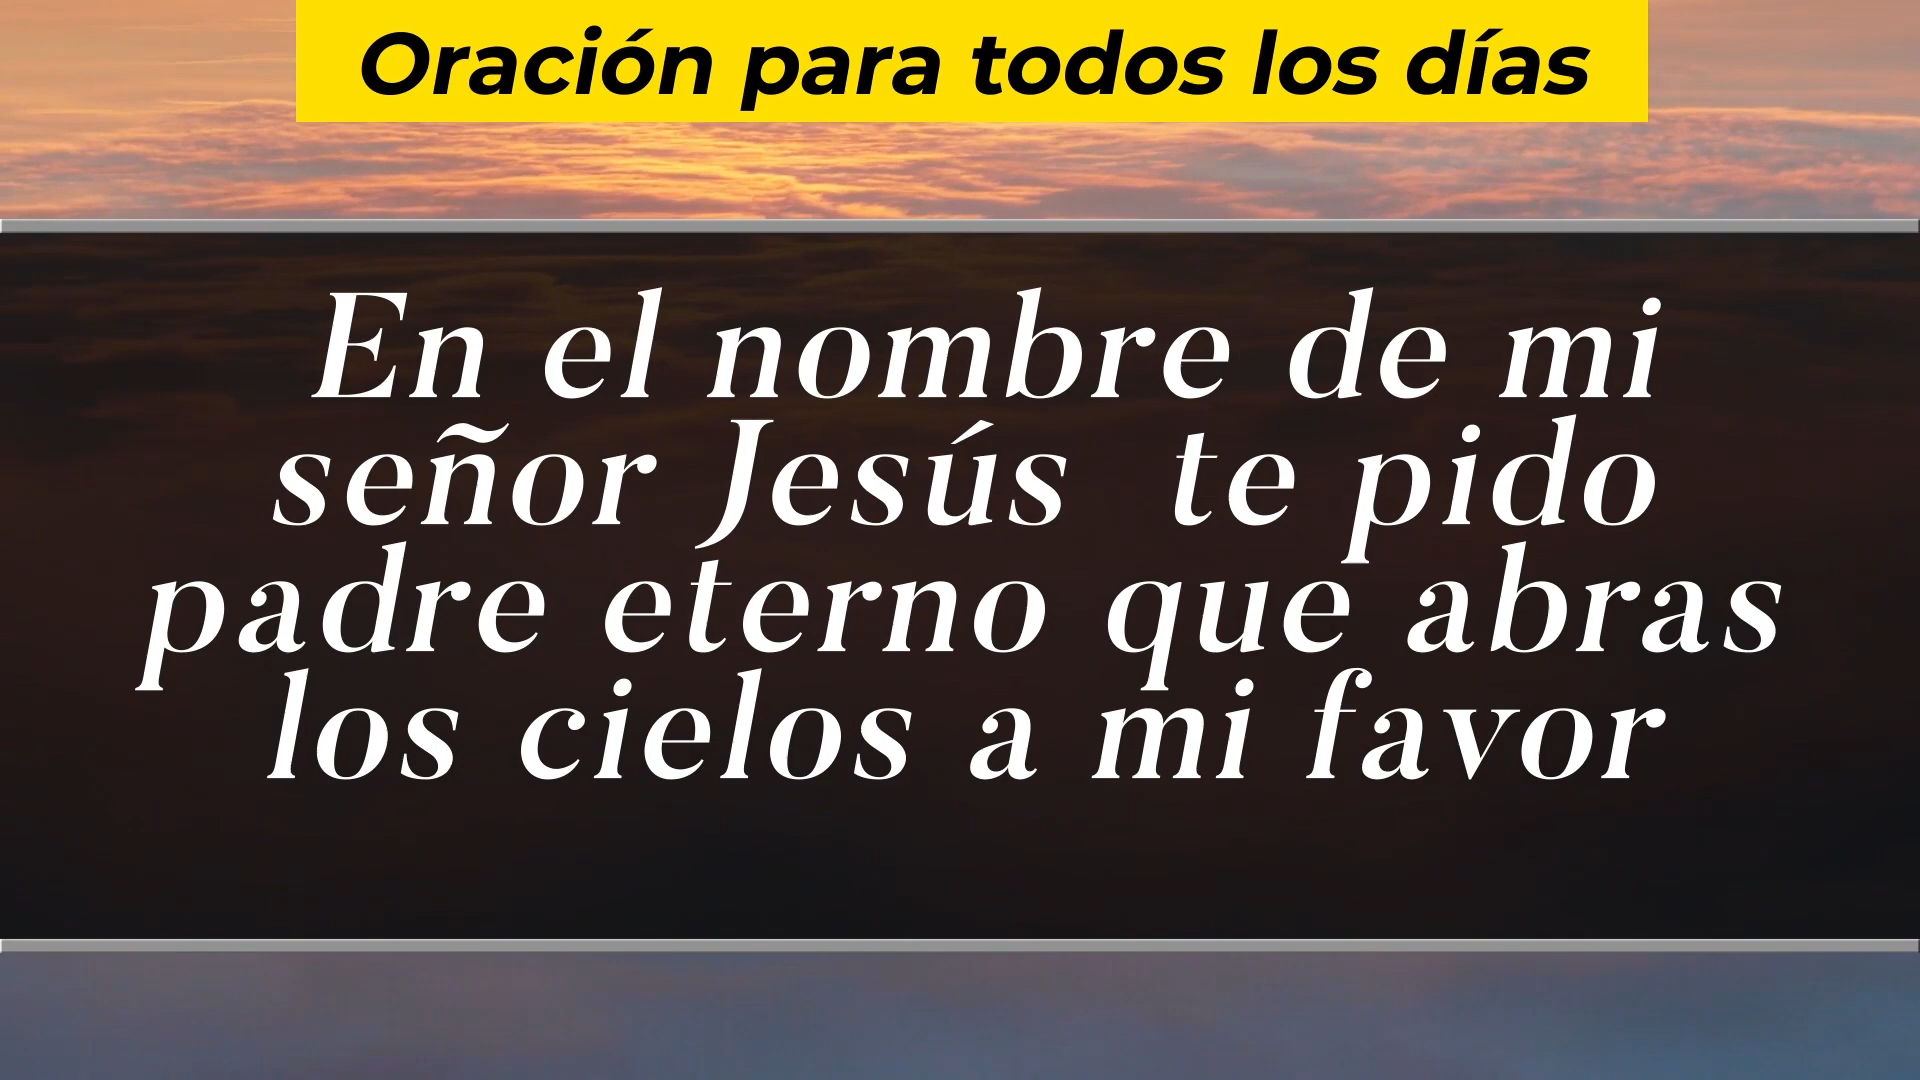 Oración para todos los días
En el nombre de mi
señor Jesús  te pido
padre eterno que abras
los cielos a mi favor